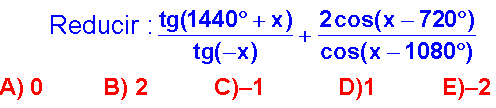 Reducir : tg(1440° + x) / tg(−x) + 2cos(x − 720°) / cos(x − 1080°)
A) 0 B) 2 C)−1 D)1 E)−2